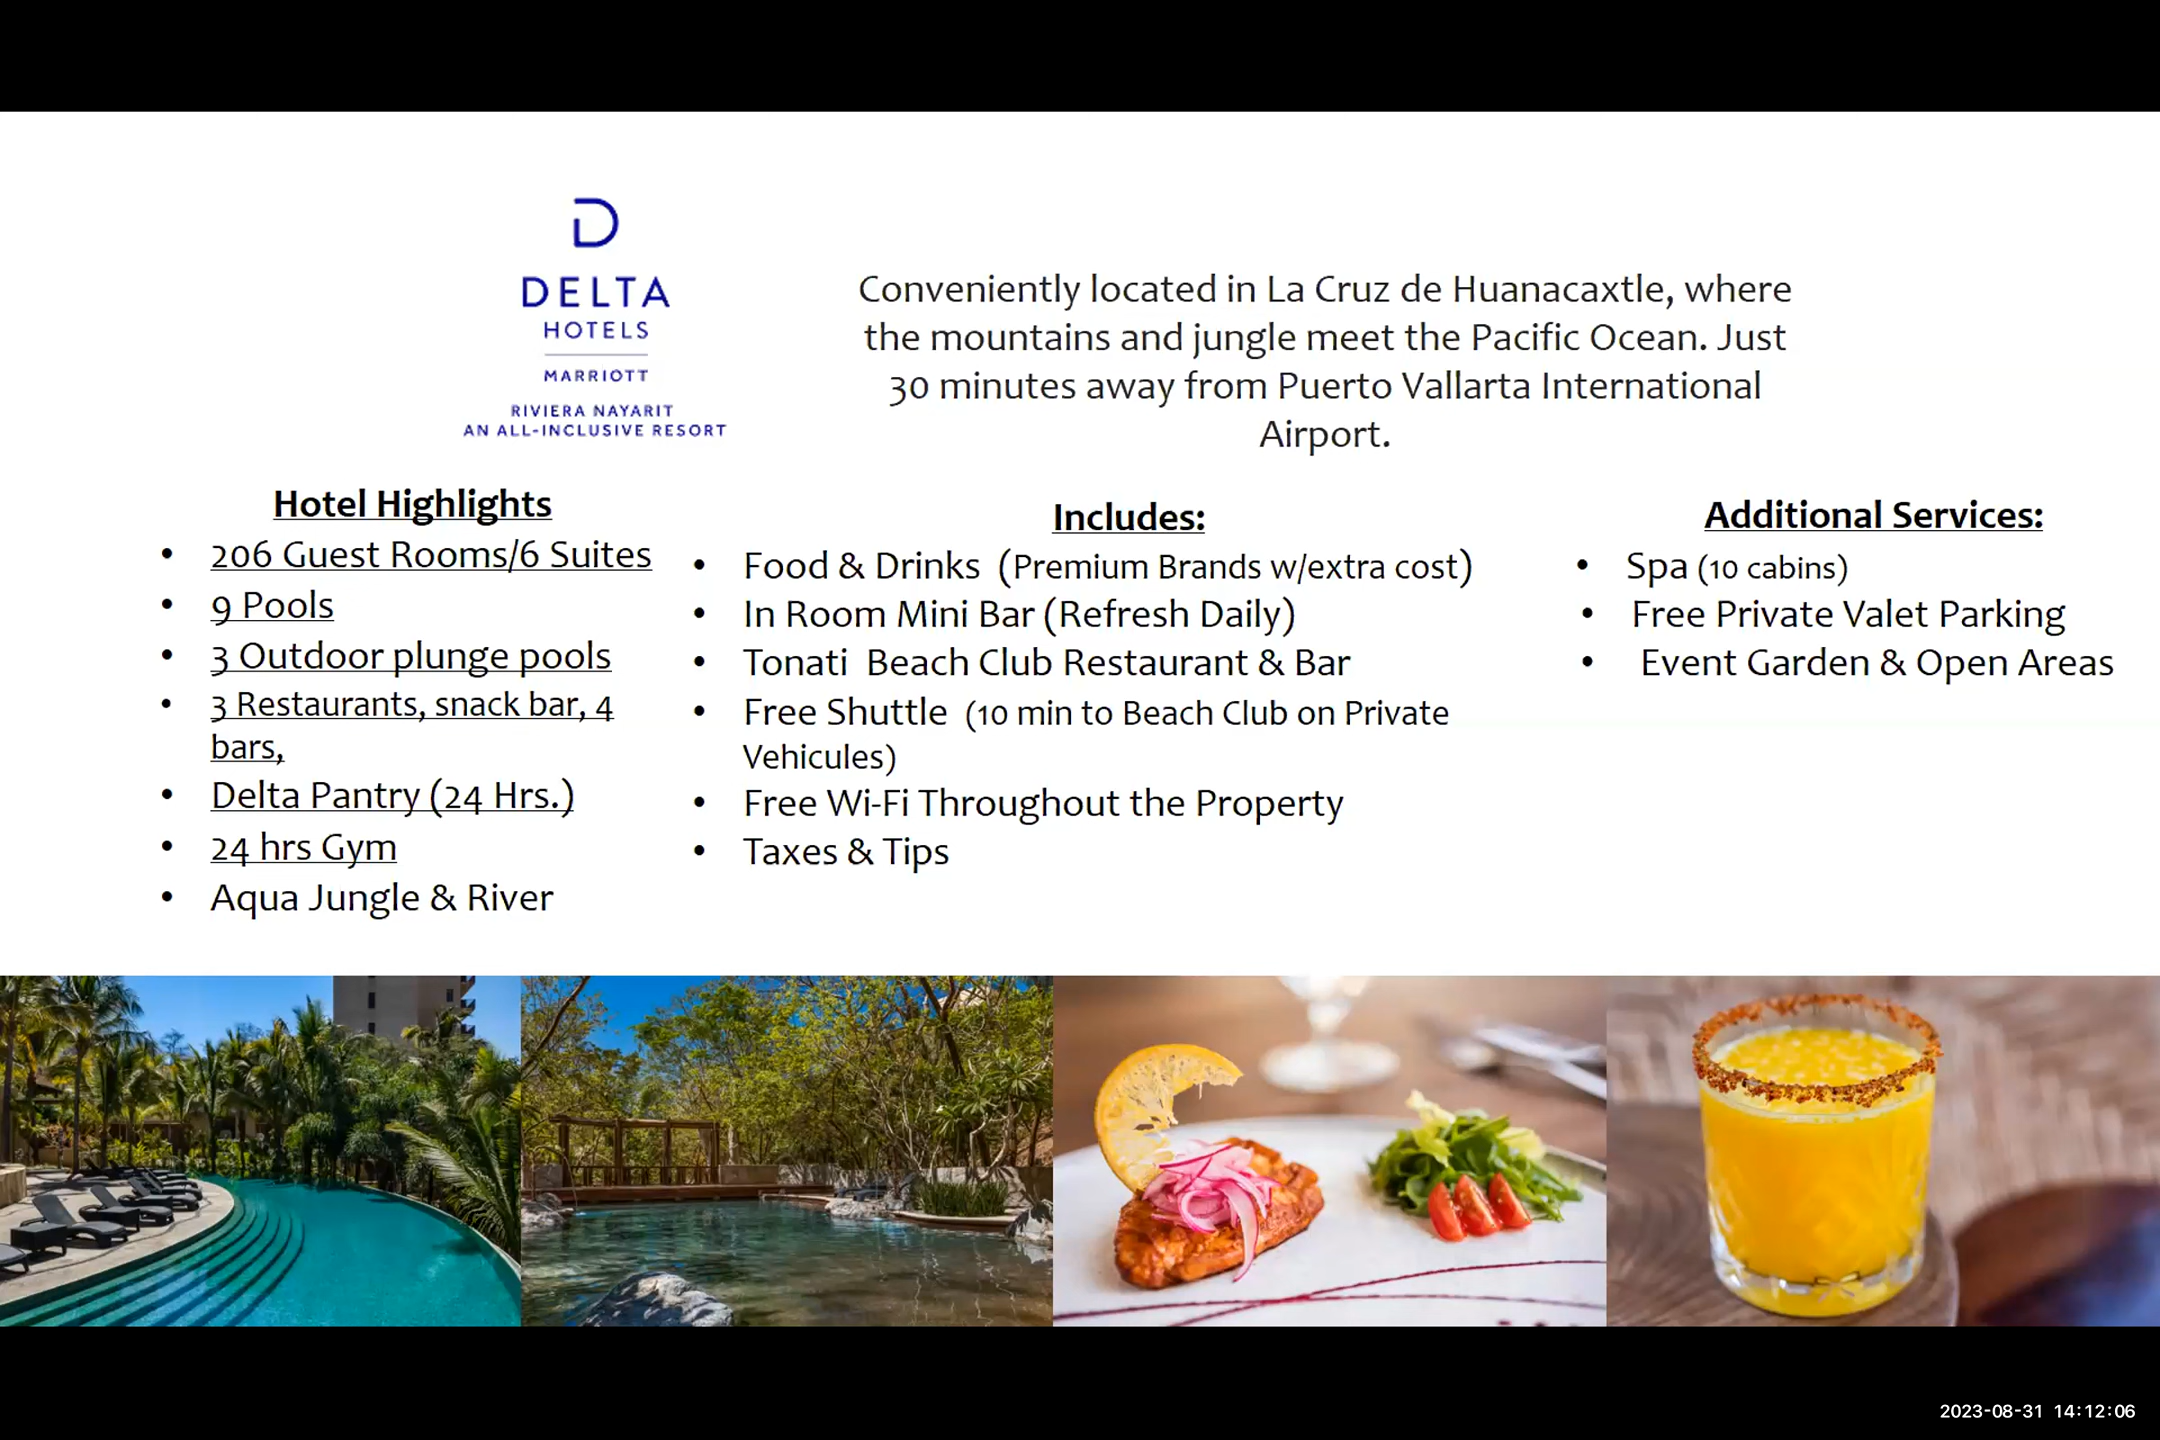 D
DELTA
HOTELS
MARRIOTT
RIVIERA NAYARIT
AN ALL-INCLUSIVE RESORT
Conveniently located in La Cruz de Huanacaxtle, where
the mountains and jungle meet the Pacific Ocean. Just
30 minutes away from Puerto Vallarta International
Airport.
Hotel Highlights
• 206 Guest Rooms/6 Suites
• 9 Pools
• 3 Outdoor plunge pools
• 3 Restaurants, snack bar, 4
bars,
• Delta Pantry (24 Hrs.)
• 24 hrs Gym
• Aqua Jungle & River
Includes:
• Food & Drinks (Premium Brands w/extra cost)
• In Room Mini Bar (Refresh Daily)
• Tonati Beach Club Restaurant & Bar
• Free Shuttle (10 min to Beach Club on Private
Vehicules)
• Free Wi-Fi Throughout the Property
• Taxes & Tips
Additional Services:
• Spa (10 cabins)
• Free Private Valet Parking
• Event Garden & Open Areas
2023-08-31 14:12:06